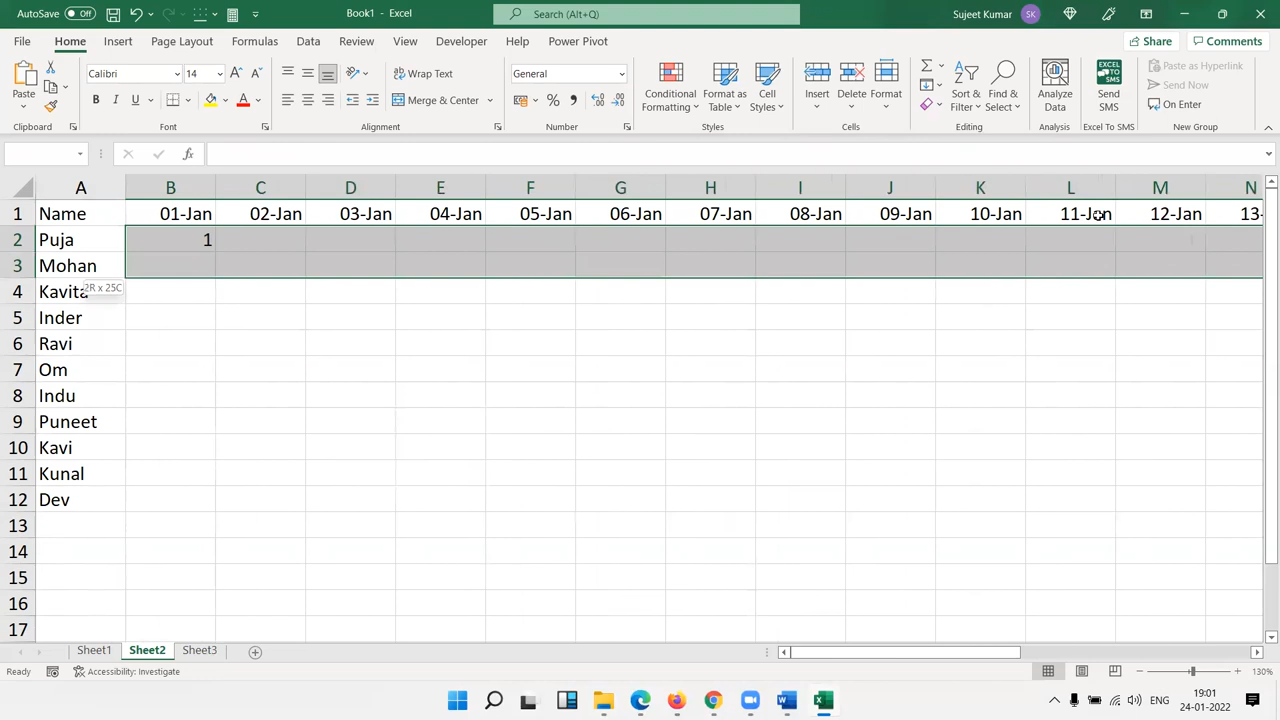 AutoSave Off Book1 - Excel Search (Alt+Q) Sujeet Kumar SK
File Home Insert Page Layout Formulas Data Review View Developer Help Power Pivot Share Comments
Paste Calibri 14 Wrap Text General Conditional Formatting Format as Table Cell Styles Insert Delete Format Sort & Filter Find & Select Analyze Data Send SMS Paste as Hyperlink
B I U A Merge & Center % Send Now
On Enter
Clipboard Font Alignment Number Styles Cells Editing Analysis Excel To SMS New Group
fx
A B C D E F G H I J K L M N
1 Name 01-Jan 02-Jan 03-Jan 04-Jan 05-Jan 06-Jan 07-Jan 08-Jan 09-Jan 10-Jan 11-Jan 12-Jan 13-
2 Puja 1
3 Mohan
4 Kavita 2R x 25C
5 Inder
6 Ravi
7 Om
8 Indu
9 Puneet
10 Kavi
11 Kunal
12 Dev
13
14
15
16
17
Sheet1 Sheet2 Sheet3
Ready Accessibility: Investigate 130%
ENG 19:01
24-01-2022